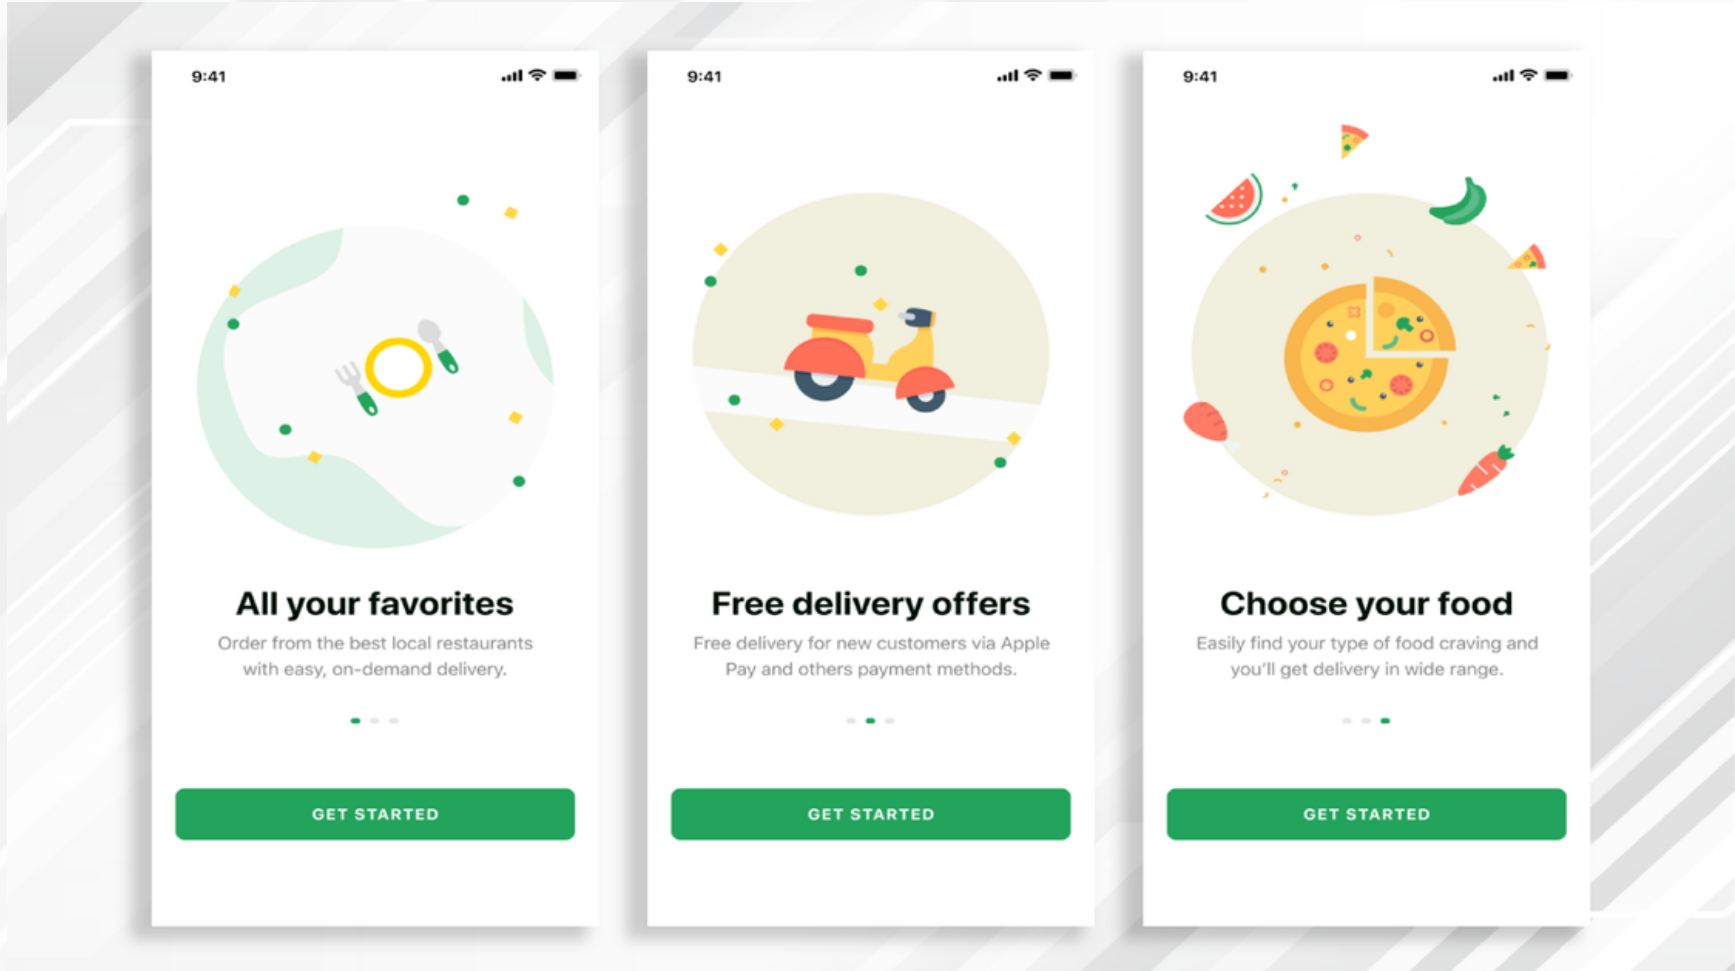 9:41
All your favorites
Order from the best local restaurants
with easy, on-demand delivery.
GET STARTED
9:41
Free delivery offers
Free delivery for new customers via Apple
Pay and others payment methods.
GET STARTED
9:41
Choose your food
Easily find your type of food craving and
you'll get delivery in wide range.
GET STARTED